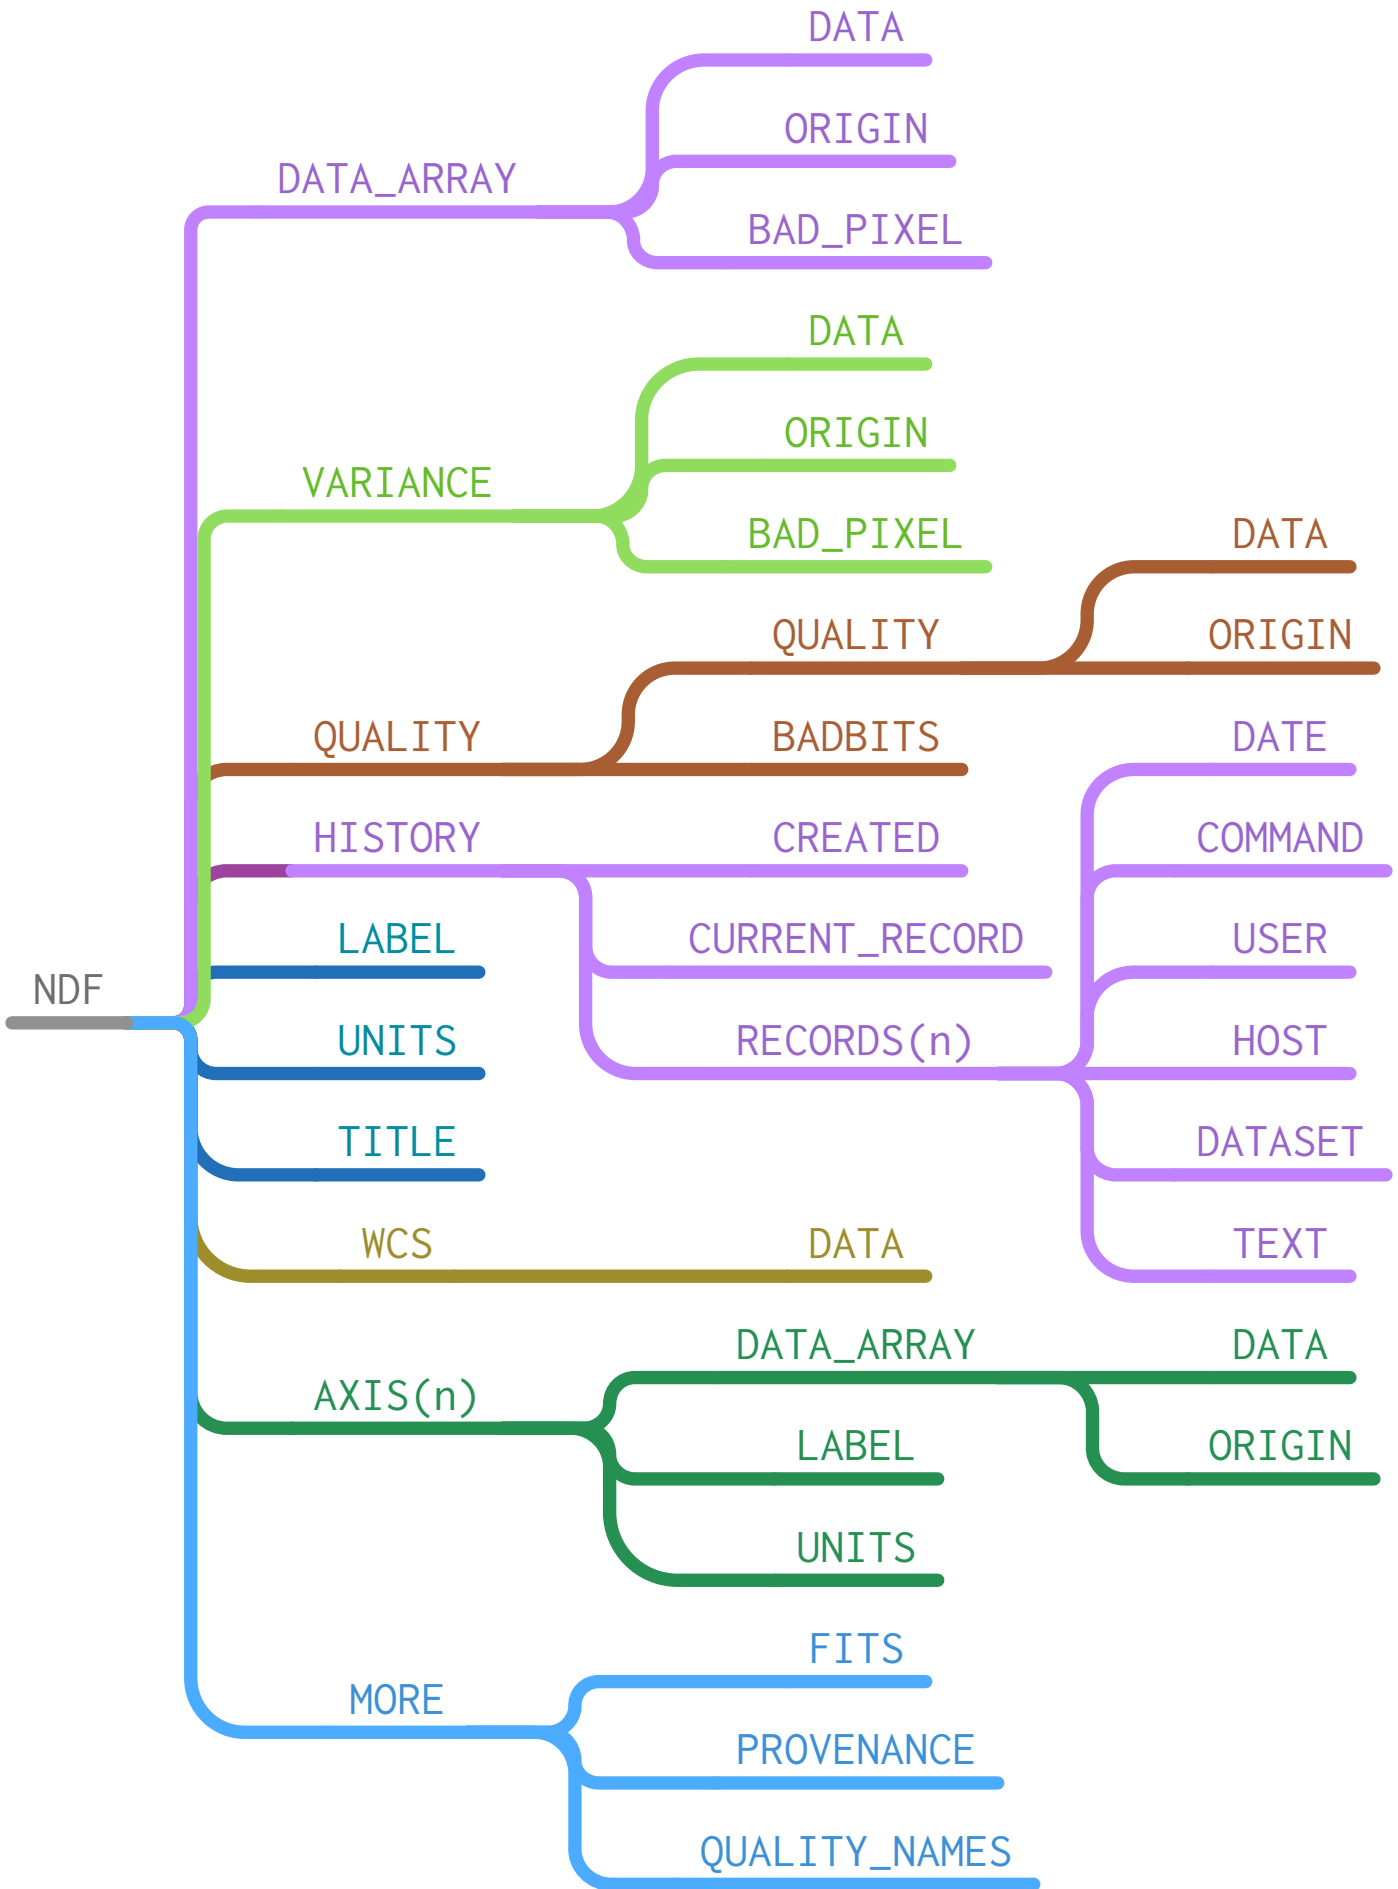 NDF
DATA_ARRAY
DATA
ORIGIN
BAD_PIXEL
VARIANCE
DATA
ORIGIN
BAD_PIXEL
QUALITY
QUALITY
DATA
ORIGIN
BADBITS
HISTORY
CREATED
CURRENT_RECORD
RECORDS(n)
DATE
COMMAND
USER
HOST
DATASET
TEXT
LABEL
UNITS
TITLE
WCS
DATA
AXIS(n)
DATA_ARRAY
DATA
ORIGIN
LABEL
UNITS
MORE
FITS
PROVENANCE
QUALITY_NAMES